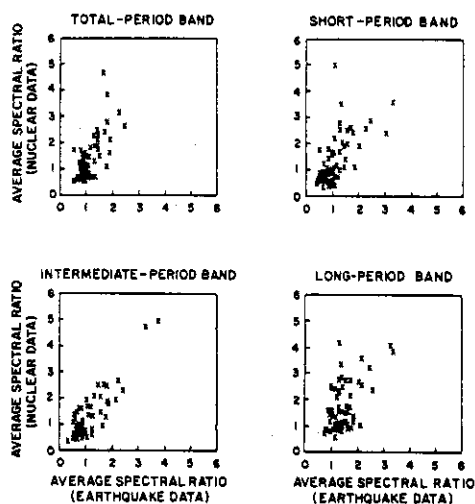 TOTAL-PERIOD BAND
AVERAGE SPECTRAL RATIO
(NUCLEAR DATA)
6
5
4
3
2
1
0
0 1 2 3 4 5 6
SHORT-PERIOD BAND
6
5
4
3
2
1
0
0 1 2 3 4 5 6
INTERMEDIATE-PERIOD BAND
AVERAGE SPECTRAL RATIO
(NUCLEAR DATA)
6
5
4
3
2
1
0
0 1 2 3 4 5 6
AVERAGE SPECTRAL RATIO
(EARTHQUAKE DATA)
LONG-PERIOD BAND
6
5
4
3
2
1
0
0 1 2 3 4 5 6
AVERAGE SPECTRAL RATIO
(EARTHQUAKE DATA)